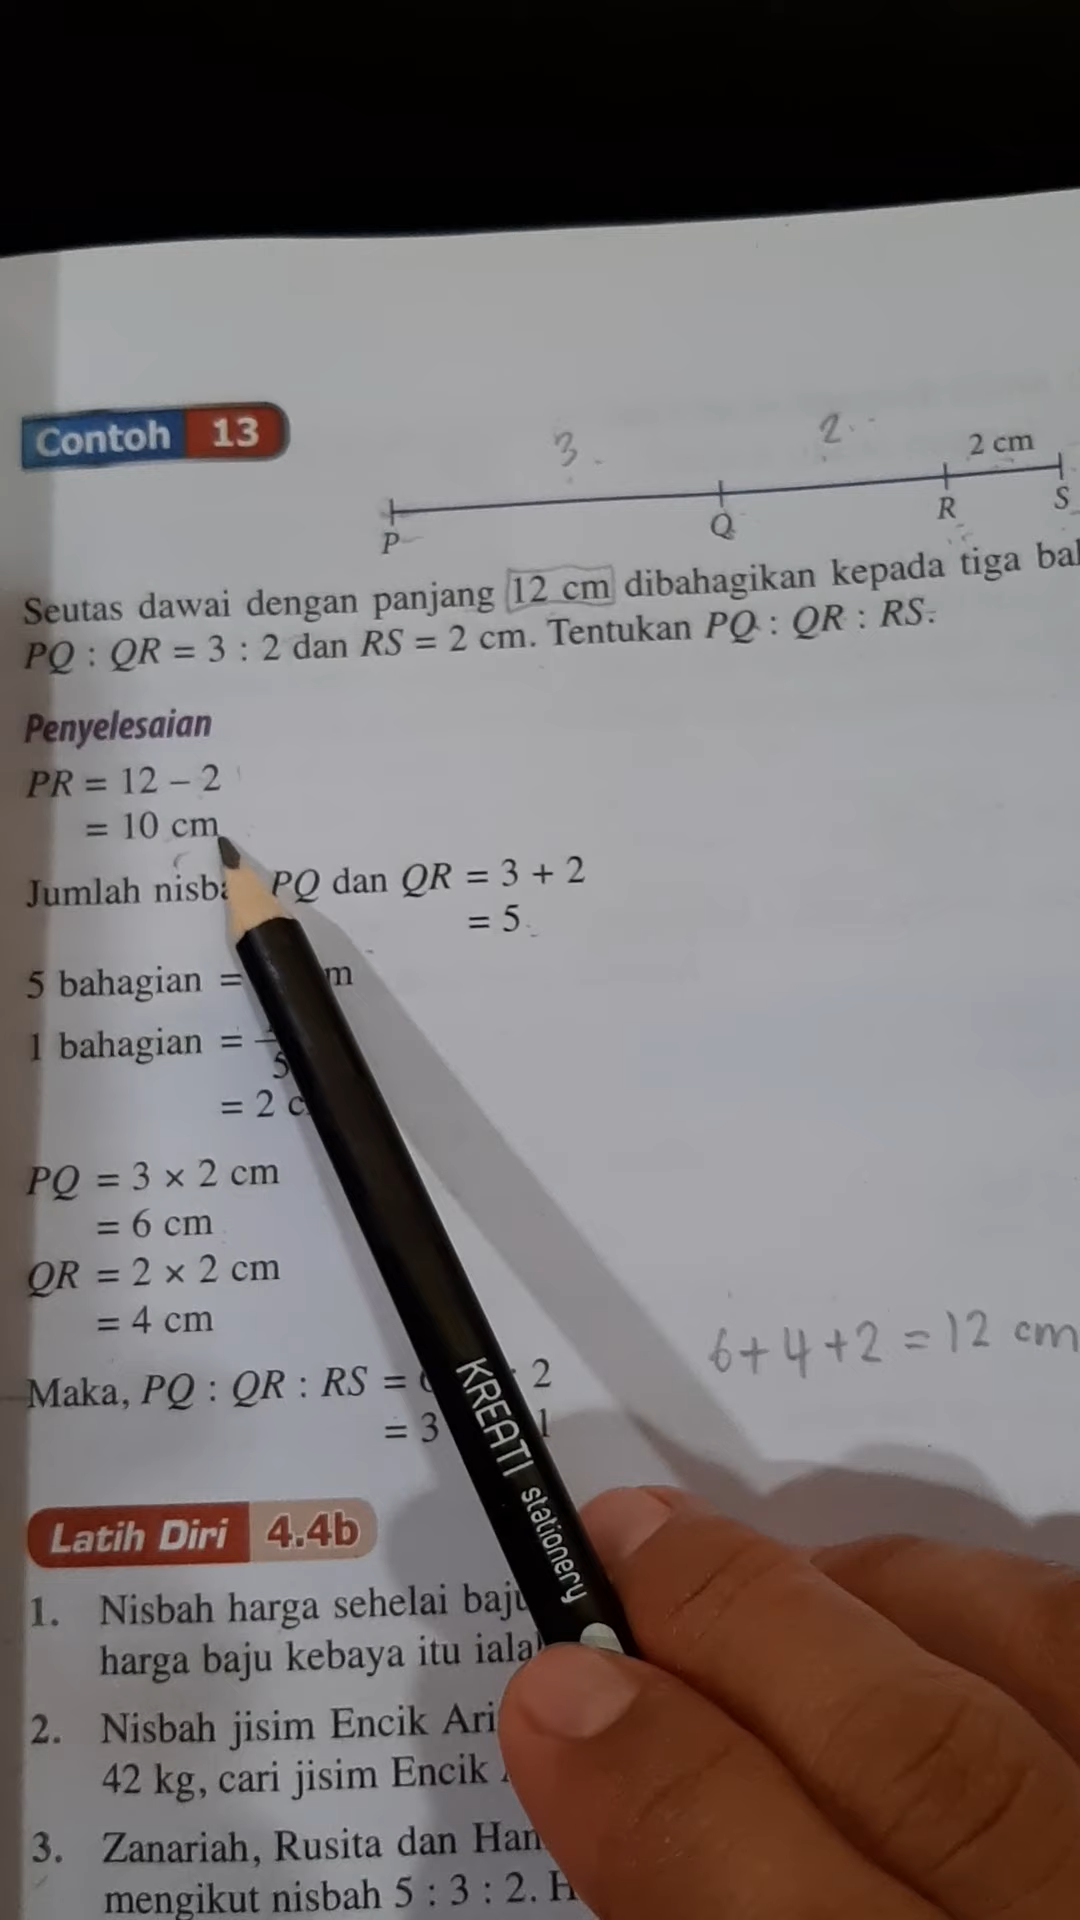 Contoh 13
3
2
2 cm
P
Q
R
S
Seutas dawai dengan panjang 12 cm dibahagikan kepada tiga
PQ : QR = 3 : 2 dan RS = 2 cm. Tentukan PQ : QR : RS.
Penyelesaian
PR = 12 – 2
= 10 cm
Jumlah PQ dan QR = 3 + 2
= 5
5 bahagian =
1 bahagian =
5
= 2
PQ = 3 × 2 cm
= 6 cm
QR = 2 × 2 cm
= 4 cm
6 + 4 + 2 = 12 cm
Maka, PQ : QR : RS = 2
= 3 1
KREATI stationery
Latih Diri 4.4b
1. Nisbah harga sehelai baju
harga baju kebaya itu
2. Nisbah jisim Encik
42 kg, cari jisim Encik
3. Zanariah, Rusita dan
mengikut nisbah 5 : 3 : 2.